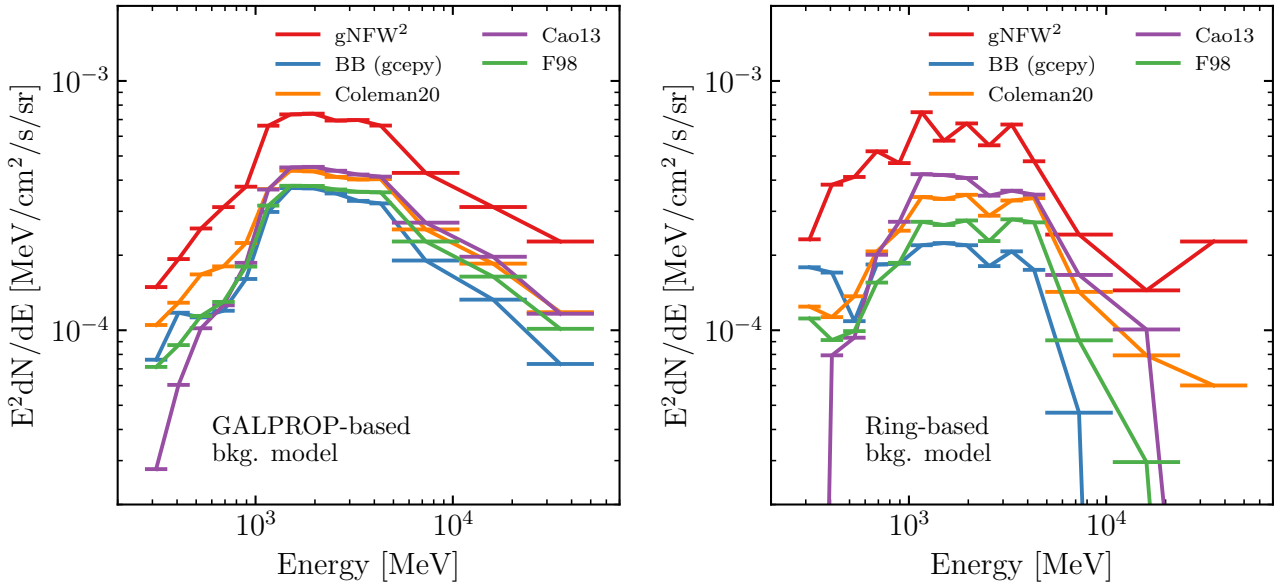 gNFW²
BB (gcepy)
Coleman20
Cao13
F98
GALPROP-based
bkg. model
10⁻³
10⁻⁴
E²dN/dE [MeV/cm²/s/sr]
10³
10⁴
Energy [MeV]
gNFW²
BB (gcepy)
Coleman20
Cao13
F98
Ring-based
bkg. model
10⁻³
10⁻⁴
E²dN/dE [MeV/cm²/s/sr]
10³
10⁴
Energy [MeV]